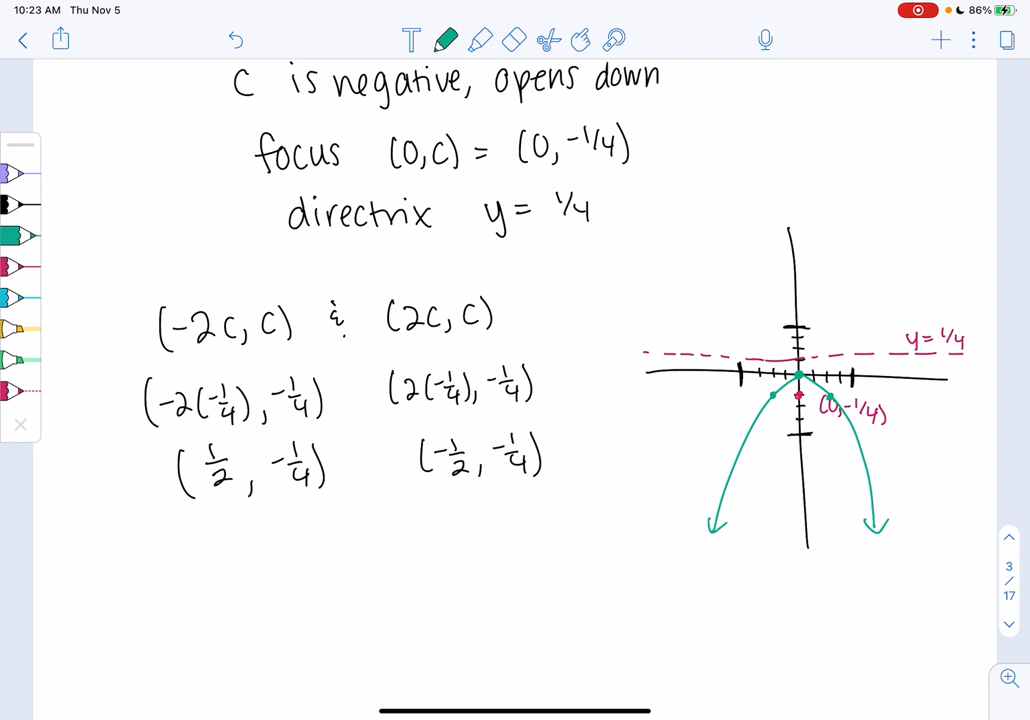 10:23 AM Thu Nov 5
86%
T
C is negative, opens down
focus (0,C) = (0, -1/4)
directrix y = 1/4
(-2c, c) & (2c, c)
(-2(-1/4), -1/4) (2(-1/4), -1/4)
(1/2, -1/4) (-1/2, -1/4)
y = 1/4
(0, -1/4)
3
/
17